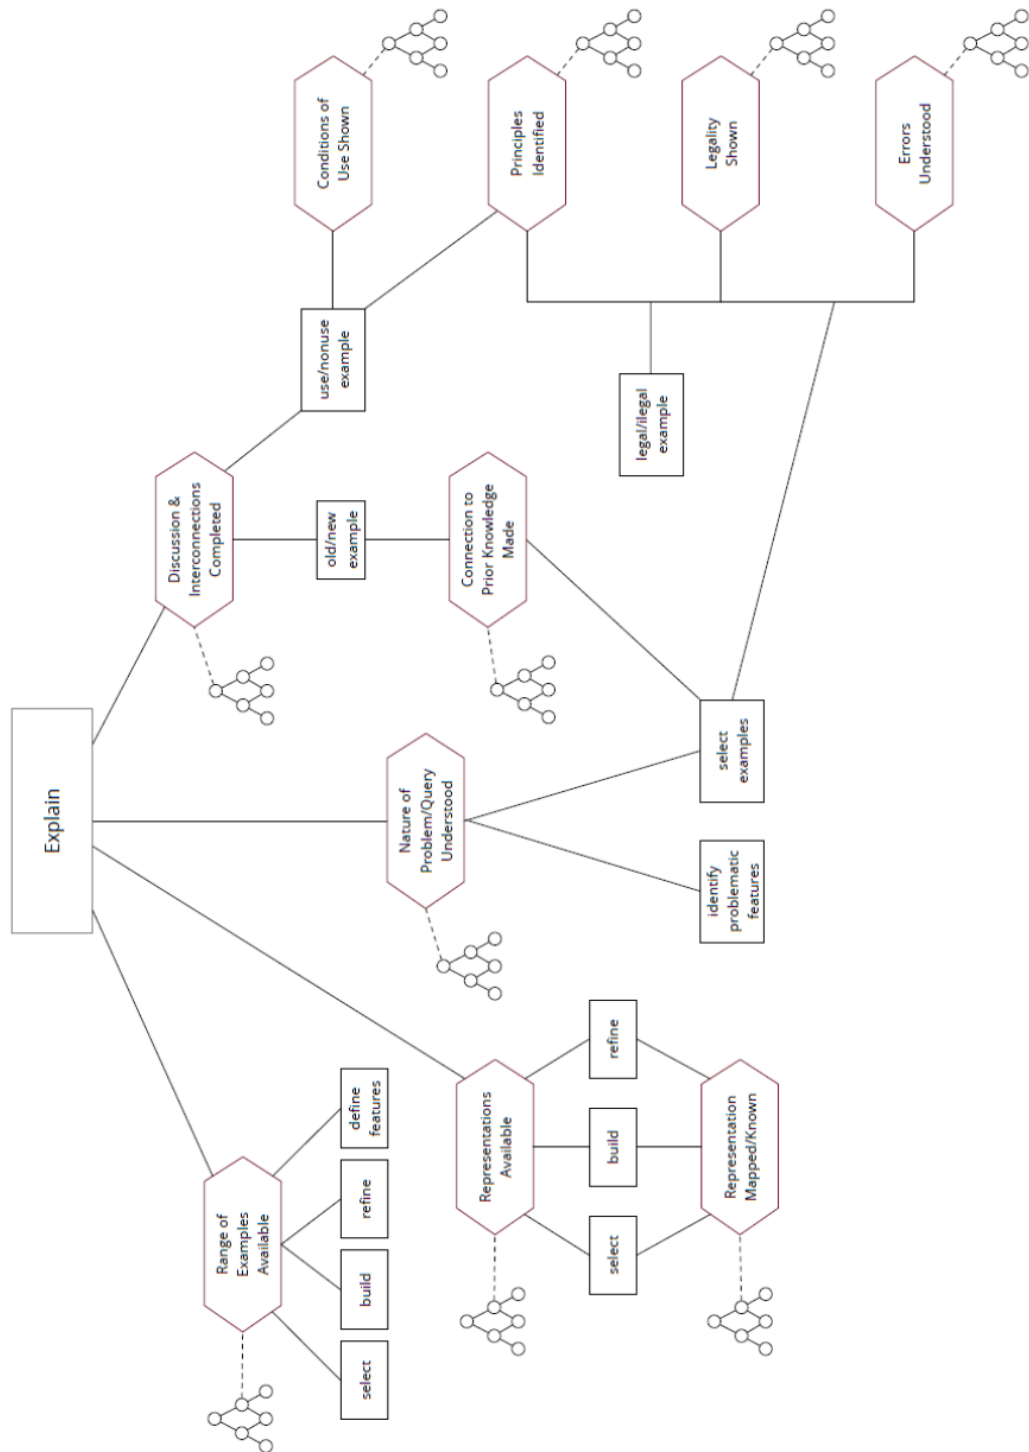 Explain
Range of
Examples
Available
select
build
refine
define
features
Representations
Available
select
build
refine
Representation
Mapped/Known
Nature of
Problem/Query
Understood
identify
problematic
features
select
examples
Discussion &
Interconnections
Completed
old/new
example
Connection to
Prior Knowledge
Made
use/nonuse
example
legal/ilegal
example
Conditions of
Use Shown
Principles
Identified
Legality
Shown
Errors
Understood